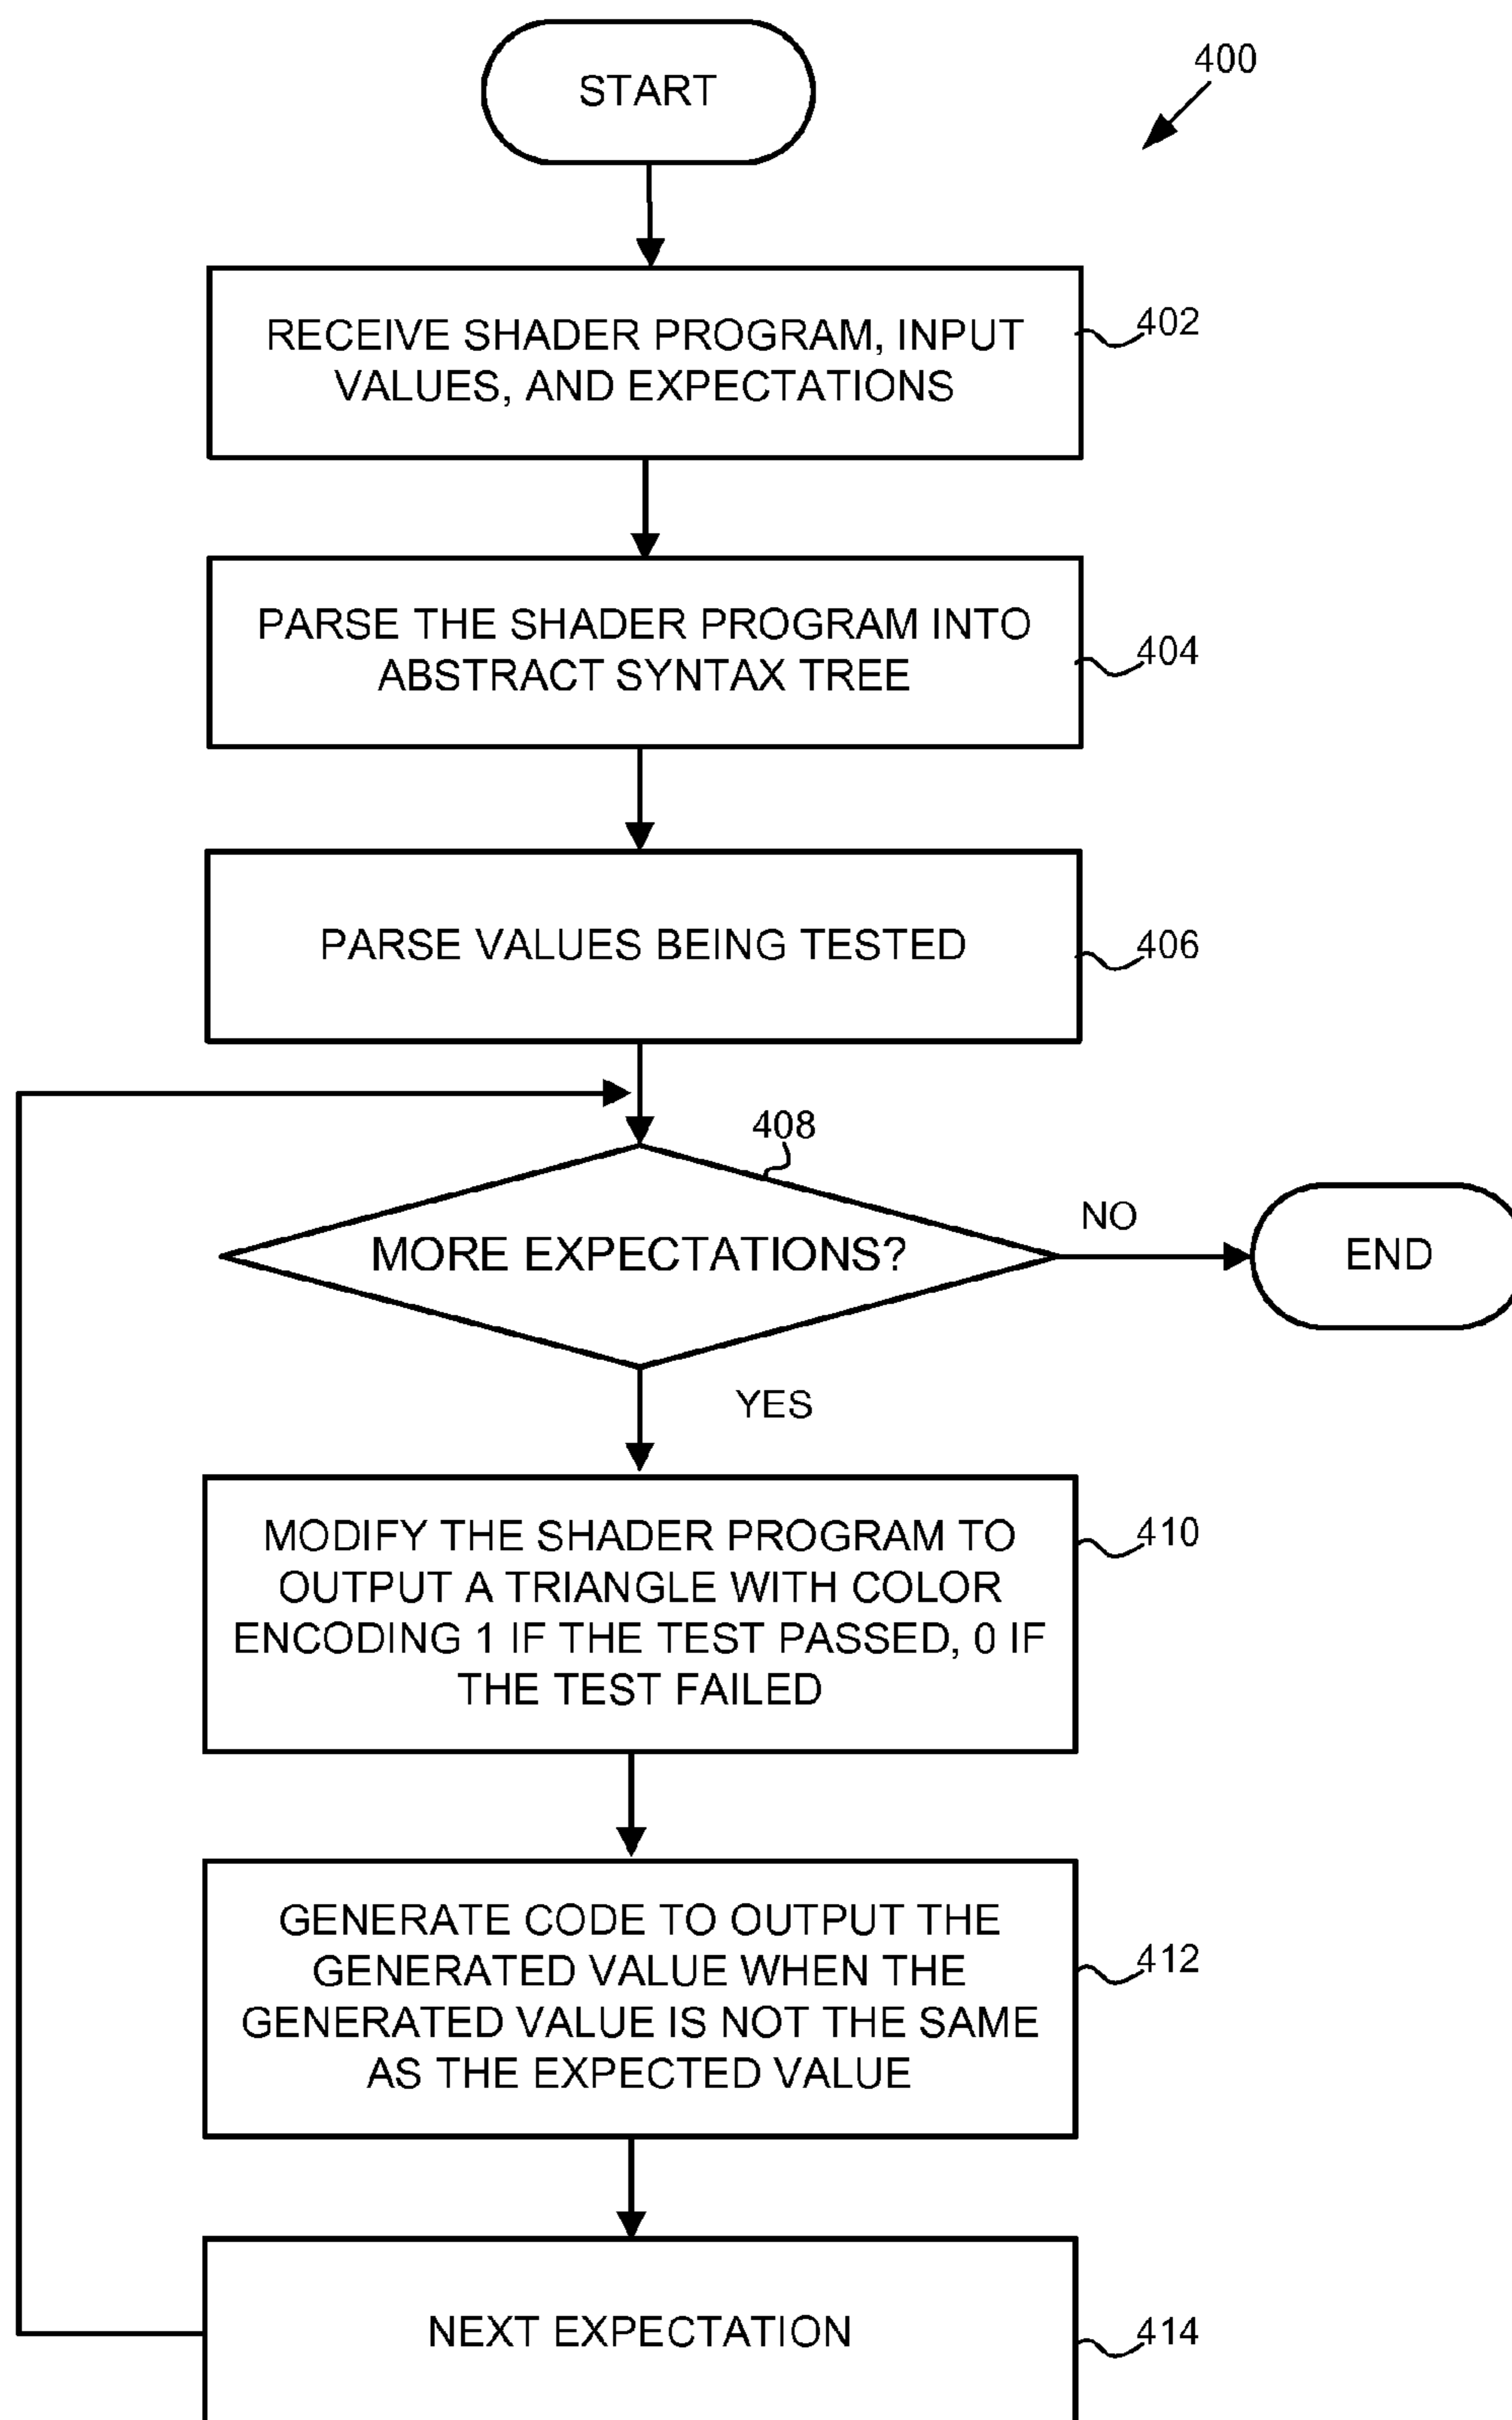 START
400
RECEIVE SHADER PROGRAM, INPUT
VALUES, AND EXPECTATIONS
402
PARSE THE SHADER PROGRAM INTO
ABSTRACT SYNTAX TREE
404
PARSE VALUES BEING TESTED
406
408
MORE EXPECTATIONS?
NO
END
YES
MODIFY THE SHADER PROGRAM TO
OUTPUT A TRIANGLE WITH COLOR
ENCODING 1 IF THE TEST PASSED, 0 IF
THE TEST FAILED
410
GENERATE CODE TO OUTPUT THE
GENERATED VALUE WHEN THE
GENERATED VALUE IS NOT THE SAME
AS THE EXPECTED VALUE
412
NEXT EXPECTATION
414